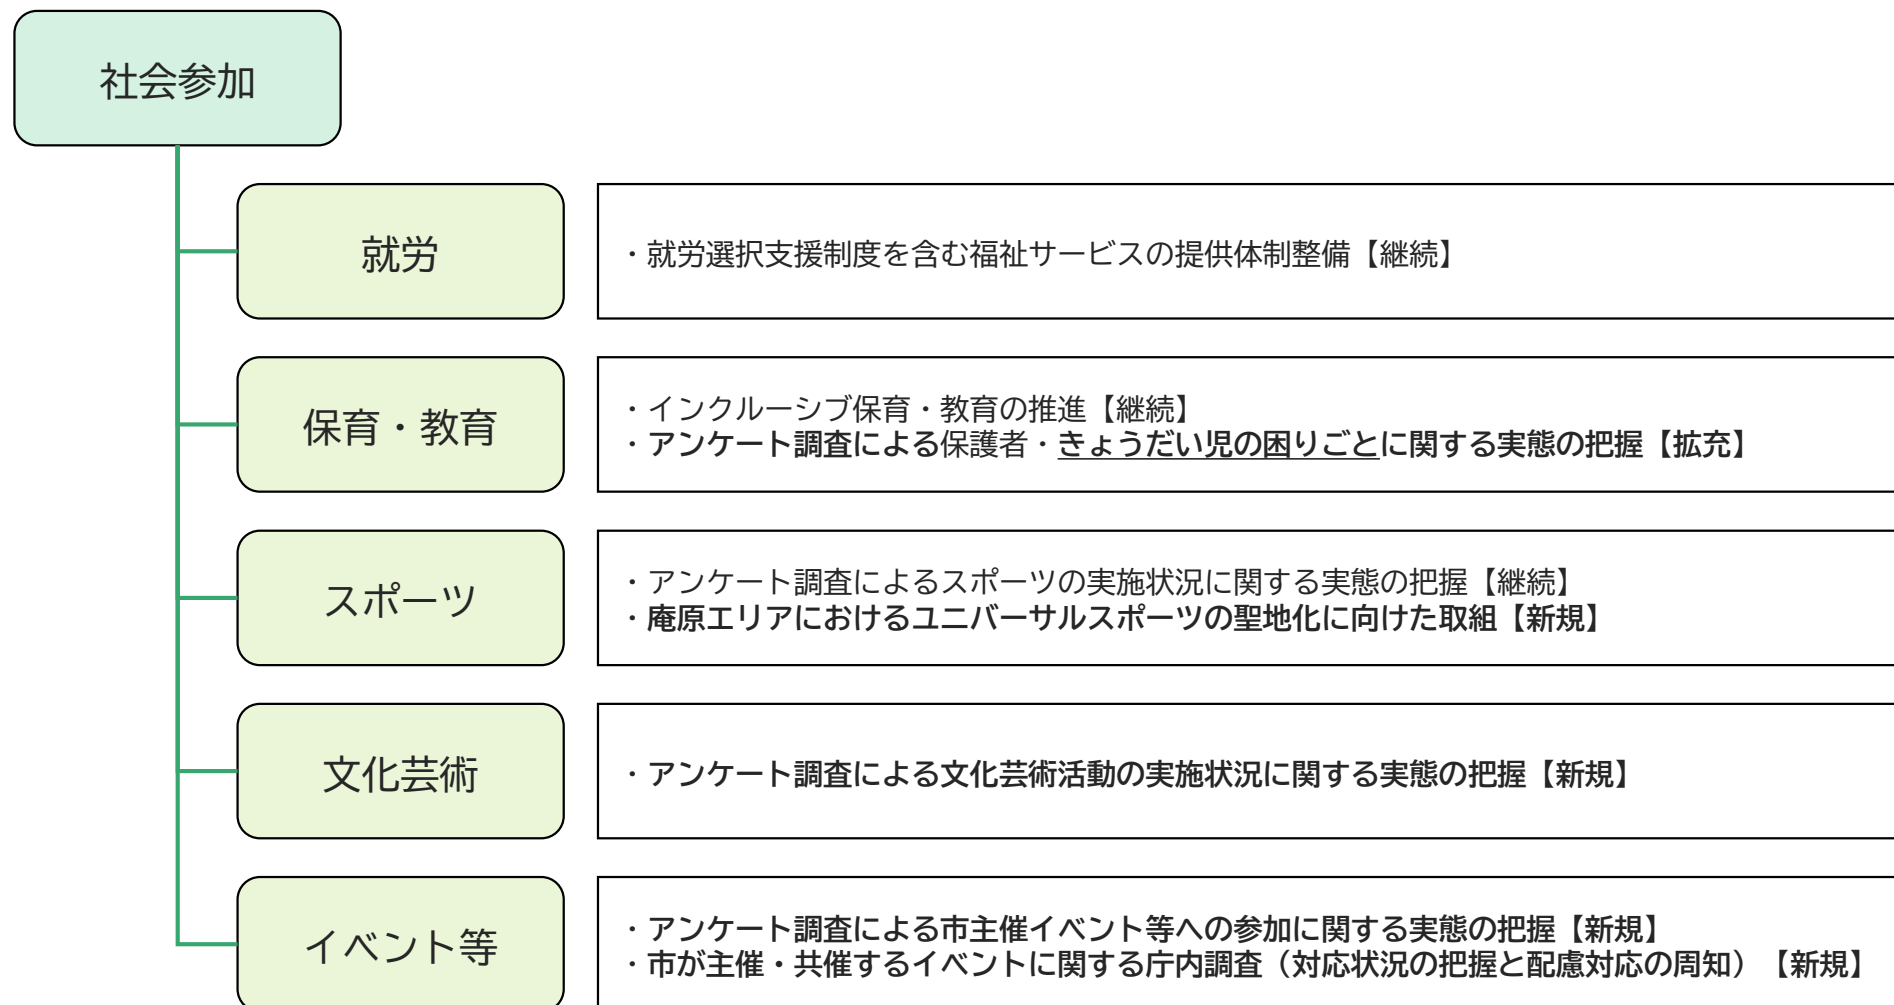 社会参加
就労
・就労選択支援制度を含む福祉サービスの提供体制整備【継続】
保育・教育
・インクルーシブ保育・教育の推進【継続】
・アンケート調査による保護者・きょうだい児の困りごとに関する実態の把握【拡充】
スポーツ
・アンケート調査によるスポーツの実施状況に関する実態の把握【継続】
・庵原エリアにおけるユニバーサルスポーツの聖地化に向けた取組【新規】
文化芸術
・アンケート調査による文化芸術活動の実施状況に関する実態の把握【新規】
イベント等
・アンケート調査による市主催イベント等への参加に関する実態の把握【新規】
・市が主催・共催するイベントに関する庁内調査（対応状況の把握と配慮対応の周知）【新規】